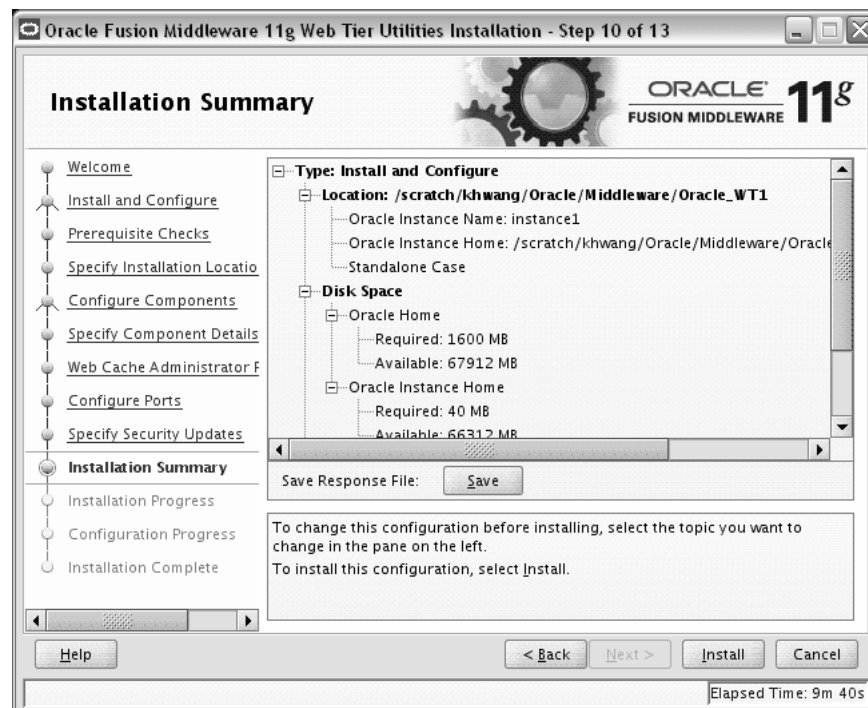 Oracle Fusion Middleware 11g Web Tier Utilities Installation - Step 10 of 13
Installation Summary
ORACLE
FUSION MIDDLEWARE 11g
Welcome
Install and Configure
Prerequisite Checks
Specify Installation Locatio
Configure Components
Specify Component Details
Web Cache Administrator P
Configure Ports
Specify Security Updates
Installation Summary
Installation Progress
Configuration Progress
Installation Complete
Type: Install and Configure
Location: /scratch/khwang/Oracle/Middleware/Oracle_WT1
Oracle Instance Name: instance1
Oracle Instance Home: /scratch/khwang/Oracle/Middleware/Oracle
Standalone Case
Disk Space
Oracle Home
Required: 1600 MB
Available: 67912 MB
Oracle Instance Home
Required: 40 MB
Available: 66312 MB
Save Response File: Save
To change this configuration before installing, select the topic you want to
change in the pane on the left.
To install this configuration, select Install.
Help < Back Next > Install Cancel
Elapsed Time: 9m 40s